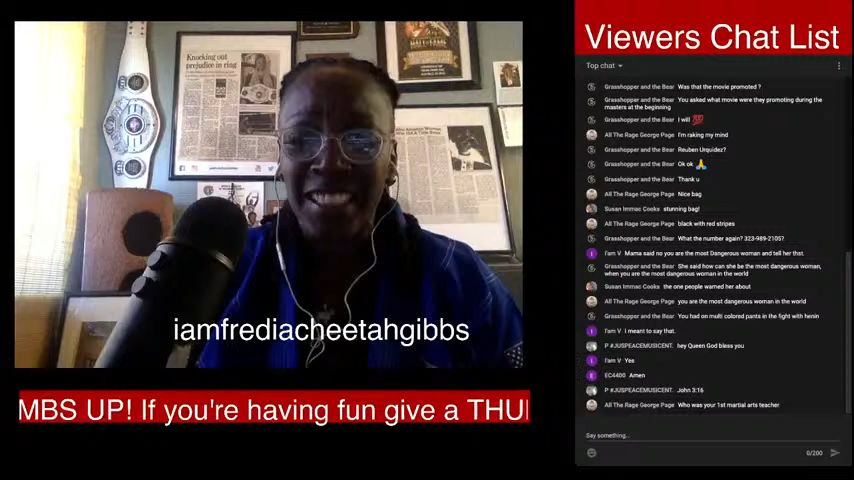 Knocking out
prejudice in ring
iamfrediacheetahgibbs
MBS UP! If you're having fun give a THU
Viewers Chat List
Top chat
Grasshopper and the Bear Was that the movie promoted ?
Grasshopper and the Bear You asked what movie were they promoting during the
masters at the beginning
Grasshopper and the Bear I will 💯
All The Rage George Page I'm raking my mind
Grasshopper and the Bear Reuben Urquidez?
Grasshopper and the Bear Ok ok 🙏
Grasshopper and the Bear Thank u
All The Rage George Page Nice bag
Susan Immac Cooks stunning bag!
All The Rage George Page black with red stripes
Grasshopper and the Bear What the number again? 323-989-2105?
I'am V Mama said no you are the most Dangerous woman and tell her thst.
Grasshopper and the Bear She said how can she be the most dangerous woman,
when you are the most dangerous woman in the world
Susan Immac Cooks the one people warned her about
All The Rage George Page you are the most dangerous woman in the world
Grasshopper and the Bear You had on multi colored pants in the fight with henin
I'am V I meant to say that.
P #JUSPEACEMUSICENT. hey Queen God bless you
I'am V Yes
EC4400 Amen
P #JUSPEACEMUSICENT. John 3:16
All The Rage George Page Who was your 1st martial arts teacher
Say something...
0/200